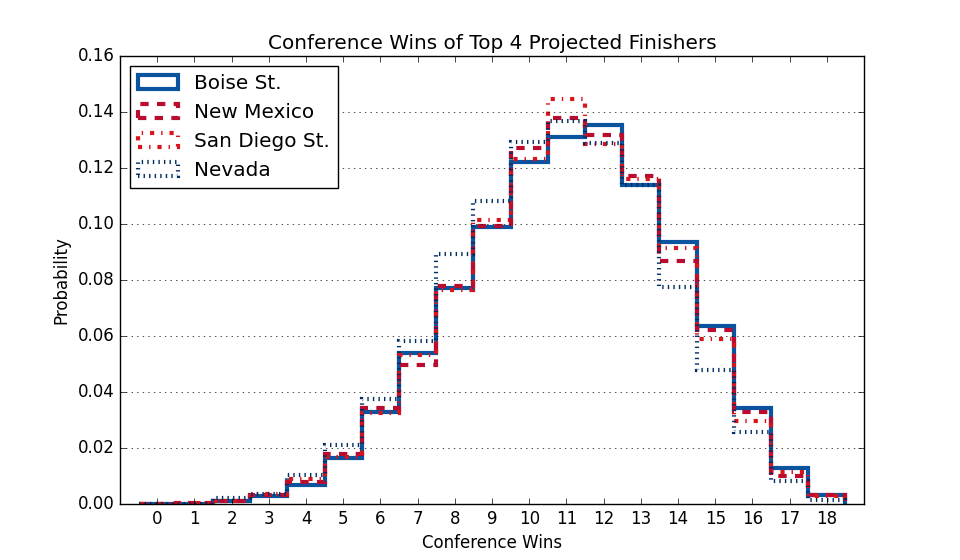 Conference Wins of Top 4 Projected Finishers
0.16
0.14
0.12
0.10
0.08
0.06
0.04
0.02
0.00
Probability
Boise St.
New Mexico
San Diego St.
Nevada
0 1 2 3 4 5 6 7 8 9 10 11 12 13 14 15 16 17 18
Conference Wins